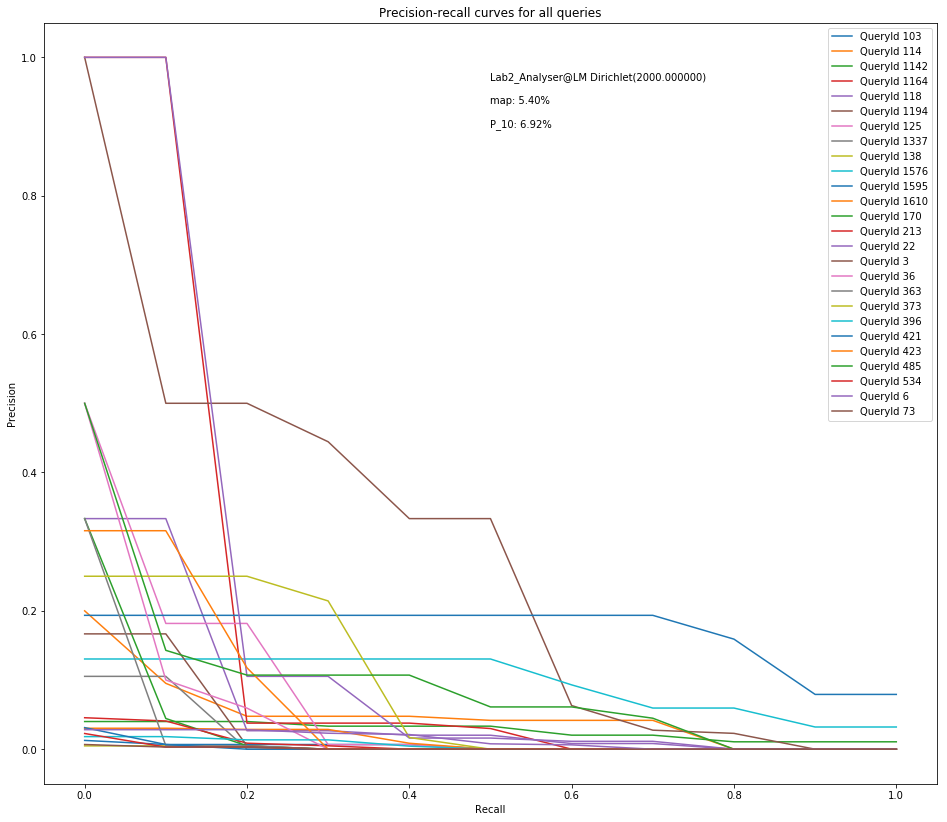 Precision-recall curves for all queries
Lab2_Analyser@LM Dirichlet(2000.000000)
map: 5.40%
P_10: 6.92%
QueryId 103
QueryId 114
QueryId 1142
QueryId 1164
QueryId 118
QueryId 1194
QueryId 125
QueryId 1337
QueryId 138
QueryId 1576
QueryId 1595
QueryId 1610
QueryId 170
QueryId 213
QueryId 22
QueryId 3
QueryId 36
QueryId 363
QueryId 373
QueryId 396
QueryId 421
QueryId 423
QueryId 485
QueryId 534
QueryId 6
QueryId 73
Precision
1.0
0.8
0.6
0.4
0.2
0.0
0.0 0.2 0.4 0.6 0.8 1.0
Recall